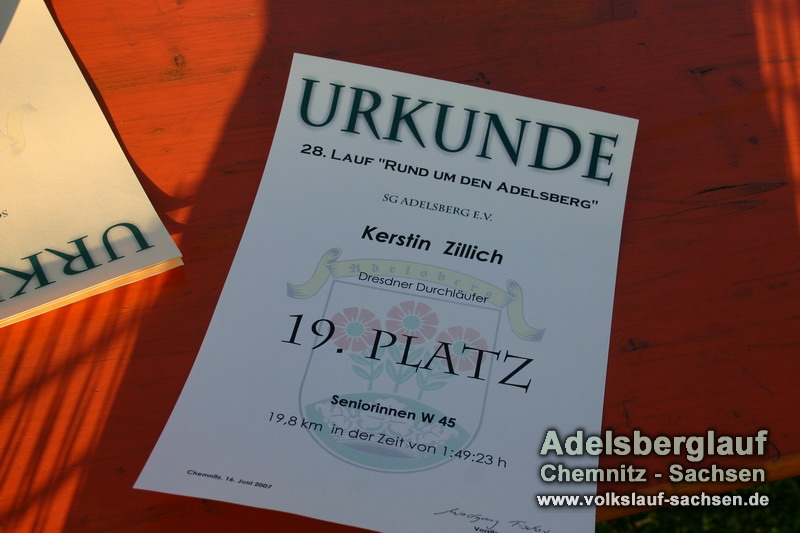 URKUNDE
28. LAUF "RUND UM DEN ADELSBERG"
SG ADELSBERG E.V.
Kerstin Zillich
Adelsberg
Dresdner Durchläufer
19. PLATZ
Seniorinnen W 45
19,8 km in der Zeit von 1:49:23 h
Chemnitz, 16. Juni 2007
Adelsberglauf
Chemnitz - Sachsen
www.volkslauf-sachsen.de